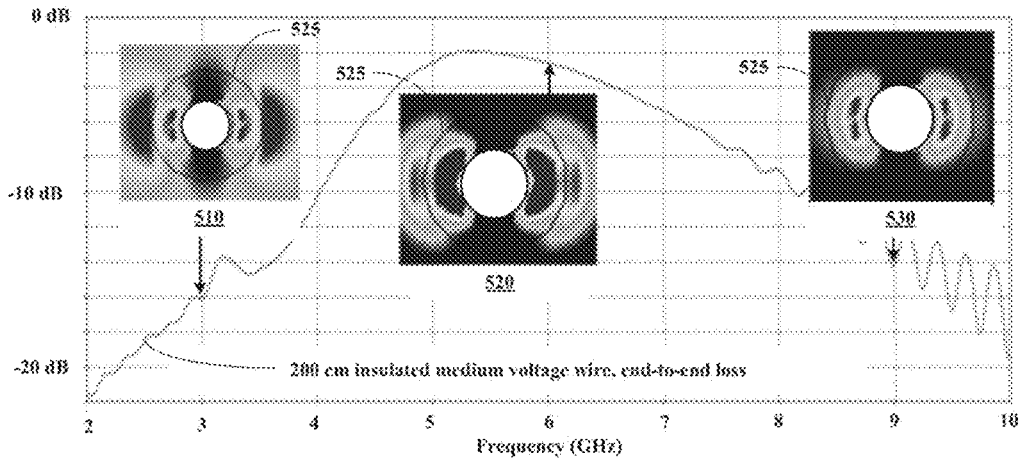 0 dB
525
525
525
-10 dB
510
520
530
-20 dB
200 cm insulated medium voltage wire, end-to-end loss
2 3 4 5 6 7 8 9 10
Frequency (GHz)